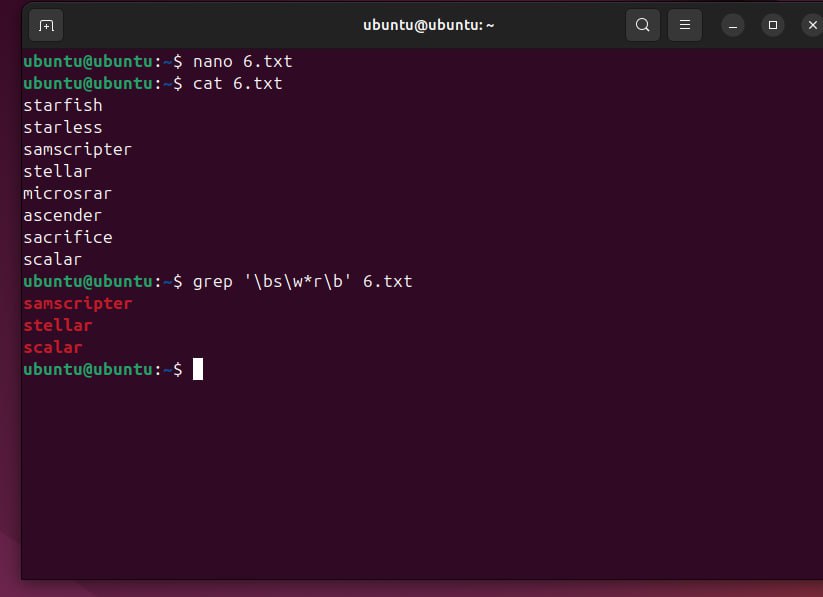 ubuntu@ubuntu: ~
ubuntu@ubuntu:~$ nano 6.txt
ubuntu@ubuntu:~$ cat 6.txt
starfish
starless
samscripter
stellar
microsrar
ascender
sacrifice
scalar
ubuntu@ubuntu:~$ grep '\bs\w*r\b' 6.txt
samscripter
stellar
scalar
ubuntu@ubuntu:~$